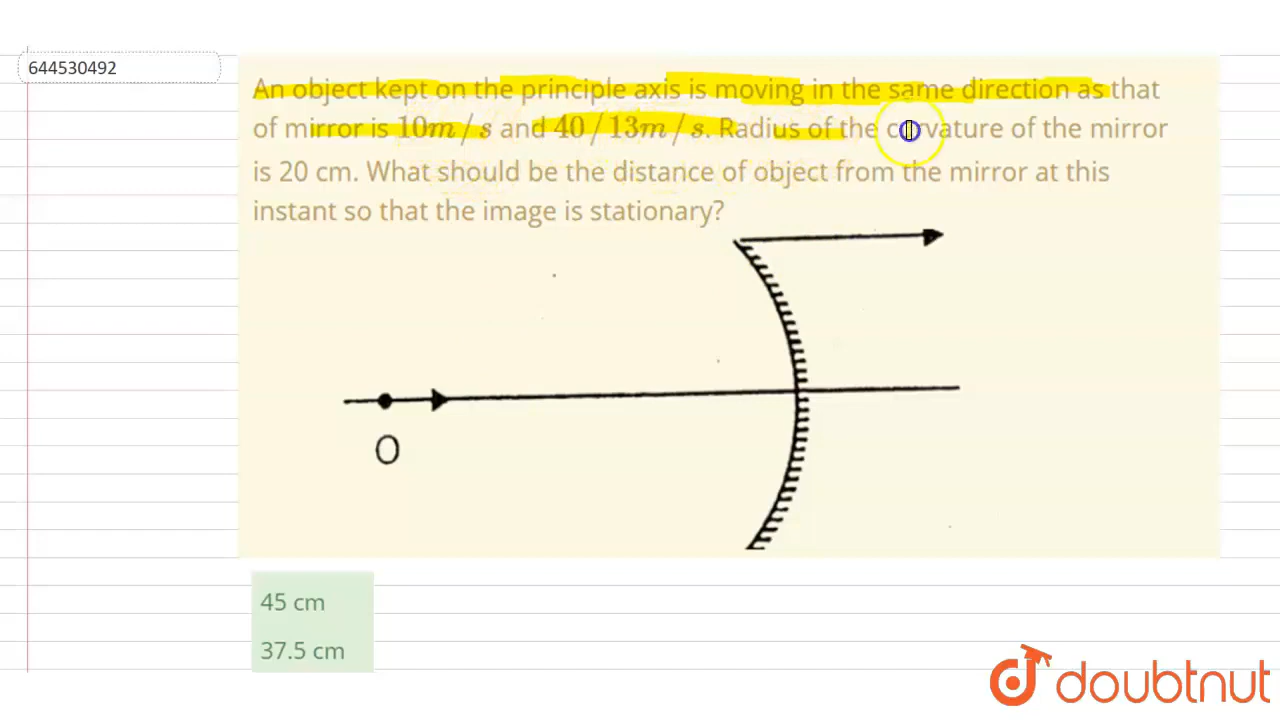 644530492
An object kept on the principle axis is moving in the same direction as that
of mirror is 10m/s and 40/13m/s. Radius of the curvature of the mirror
is 20 cm. What should be the distance of object from the mirror at this
instant so that the image is stationary?
O
45 cm
37.5 cm
doubtnut